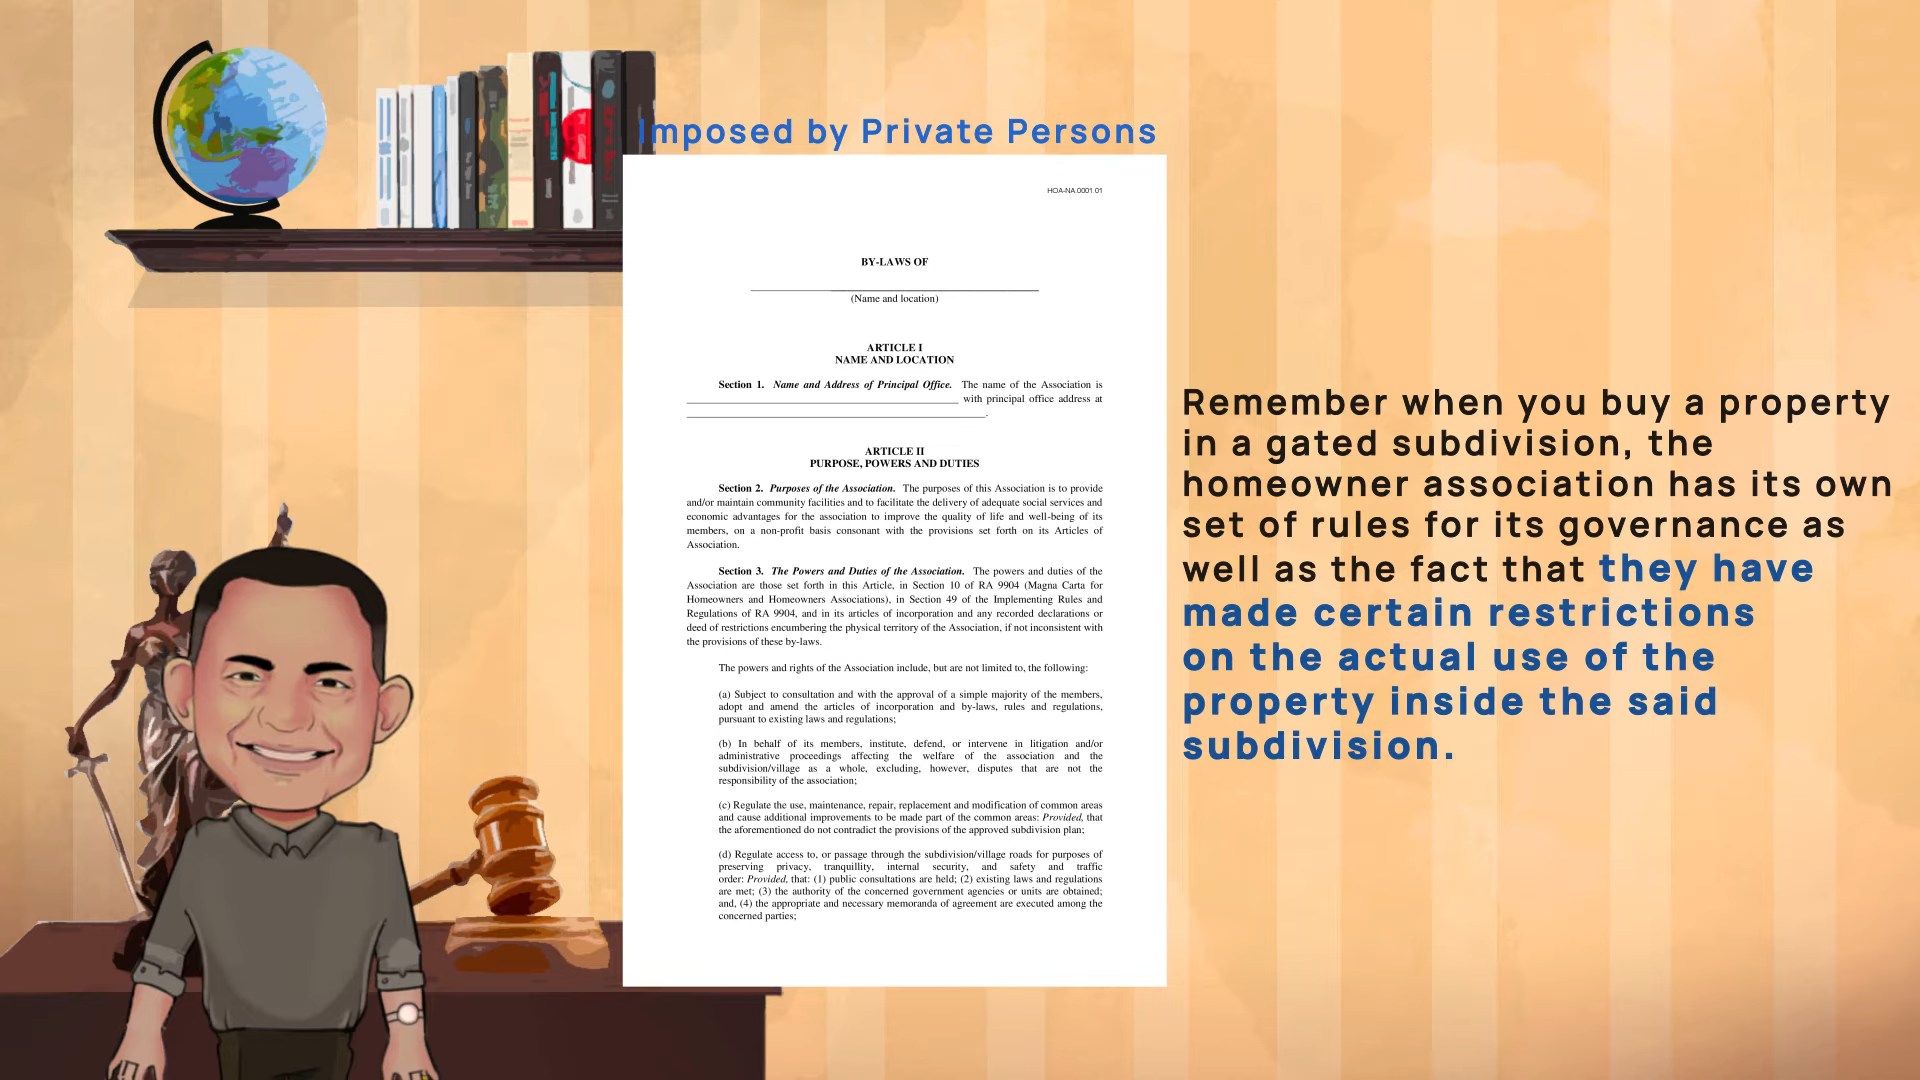 Imposed by Private Persons
HOA-NA.0001.01
BY-LAWS OF
(Name and location)
ARTICLE I
NAME AND LOCATION
Section 1. Name and Address of Principal Office. The name of the Association is
with principal office address at
.
ARTICLE II
PURPOSE, POWERS AND DUTIES
Section 2. Purposes of the Association. The purposes of this Association is to provide
and/or maintain community facilities and to facilitate the delivery of adequate social services and
economic advantages for the association to improve the quality of life and well-being of its
members, on a non-profit basis consonant with the provisions set forth on its Articles of
Association.
Section 3. The Powers and Duties of the Association. The powers and duties of the
Association are those set forth in this Article, in Section 10 of RA 9904 (Magna Carta for
Homeowners and Homeowners Associations), in Section 49 of the Implementing Rules and
Regulations of RA 9904, and in its articles of incorporation and any recorded declarations or
deed of restrictions encumbering the physical territory of the Association, if not inconsistent with
the provisions of these by-laws.
The powers and rights of the Association include, but are not limited to, the following:
(a) Subject to consultation and with the approval of a simple majority of the members,
adopt and amend the articles of incorporation and by-laws, rules and regulations,
pursuant to existing laws and regulations;
(b) In behalf of its members, institute, defend, or intervene in litigation and/or
administrative proceedings affecting the welfare of the association and the
subdivision/village as a whole, excluding, however, disputes that are not the
responsibility of the association;
(c) Regulate the use, maintenance, repair, replacement and modification of common areas
and cause additional improvements to be made part of the common areas: Provided, that
the aforementioned do not contradict the provisions of the approved subdivision plan;
(d) Regulate access to, or passage through the subdivision/village roads for purposes of
preserving privacy, tranquillity, internal security, and safety and traffic
order: Provided, that: (1) public consultations are held; (2) existing laws and regulations
are met; (3) the authority of the concerned government agencies or units are obtained;
and, (4) the appropriate and necessary memoranda of agreement are executed among the
concerned parties;
Remember when you buy a property
in a gated subdivision, the
homeowner association has its own
set of rules for its governance as
well as the fact that they have
made certain restrictions
on the actual use of the
property inside the said
subdivision.